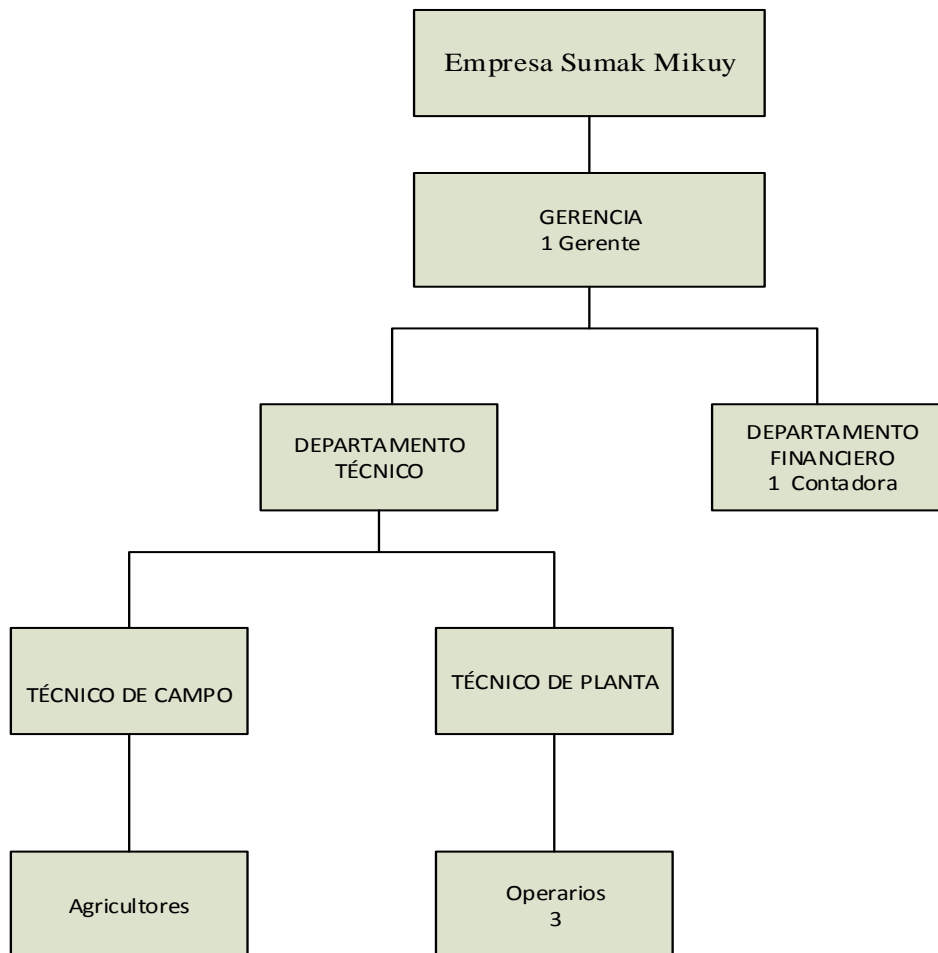 Empresa Sumak Mikuy
GERENCIA
1 Gerente
DEPARTAMENTO
TÉCNICO
DEPARTAMENTO
FINANCIERO
1 Contadora
TÉCNICO DE CAMPO
TÉCNICO DE PLANTA
Agricultores
Operarios
3